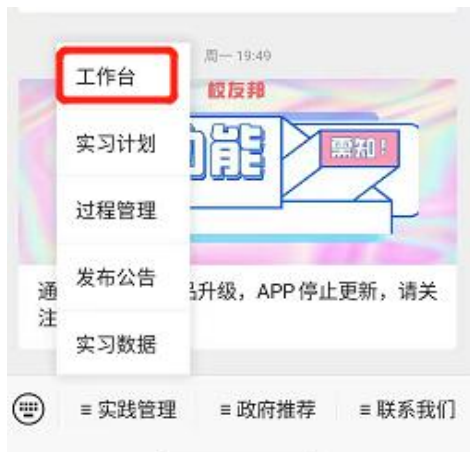 周一 19:49
工作台
校友邦
实习计划
功能
需知!
过程管理
发布公告
通
品升级，APP停止更新，请关
注
实习数据
≡ 实践管理
≡ 政府推荐
≡ 联系我们